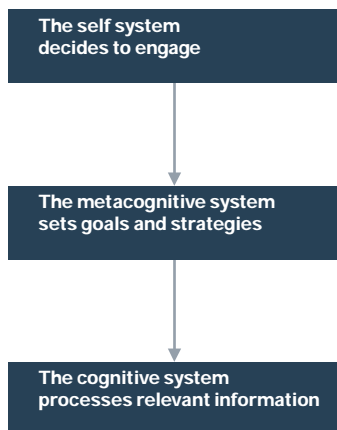 The self system
decides to engage
The metacognitive system
sets goals and strategies
The cognitive system
processes relevant information